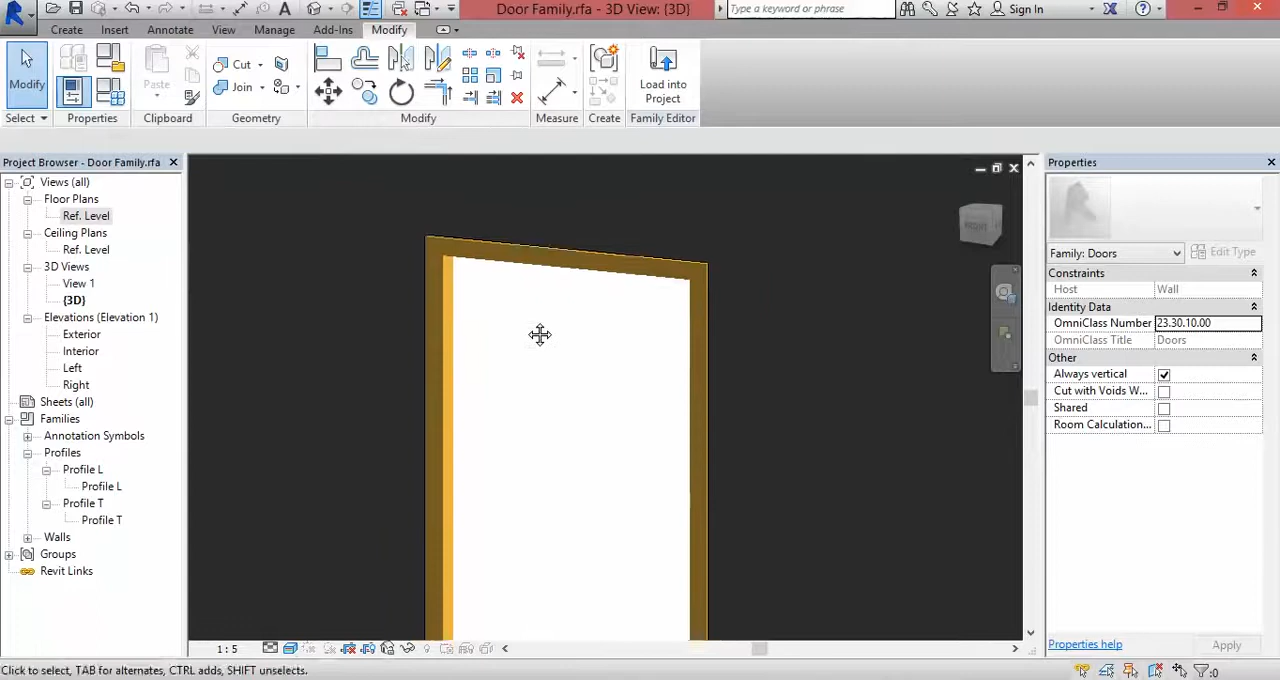 Door Family.rfa - 3D View: {3D}
Type a keyword or phrase
Sign In
Create
Insert
Annotate
View
Manage
Add-Ins
Modify
Modify
Paste
Cut
Join
Load into
Project
Select
Properties
Clipboard
Geometry
Modify
Measure
Create
Family Editor
Project Browser - Door Family.rfa
Views (all)
Floor Plans
Ref. Level
Ceiling Plans
Ref. Level
3D Views
View 1
{3D}
Elevations (Elevation 1)
Exterior
Interior
Left
Right
Sheets (all)
Families
Annotation Symbols
Profiles
Profile L
Profile L
Profile T
Profile T
Walls
Groups
Revit Links
FRONT
Properties
Family: Doors
Edit Type
Constraints
Host Wall
Identity Data
OmniClass Number 23.30.10.00
OmniClass Title Doors
Other
Always vertical
Cut with Voids W...
Shared
Room Calculation...
Properties help
Apply
1 : 5
Click to select, TAB for alternates, CTRL adds, SHIFT unselects.
:0